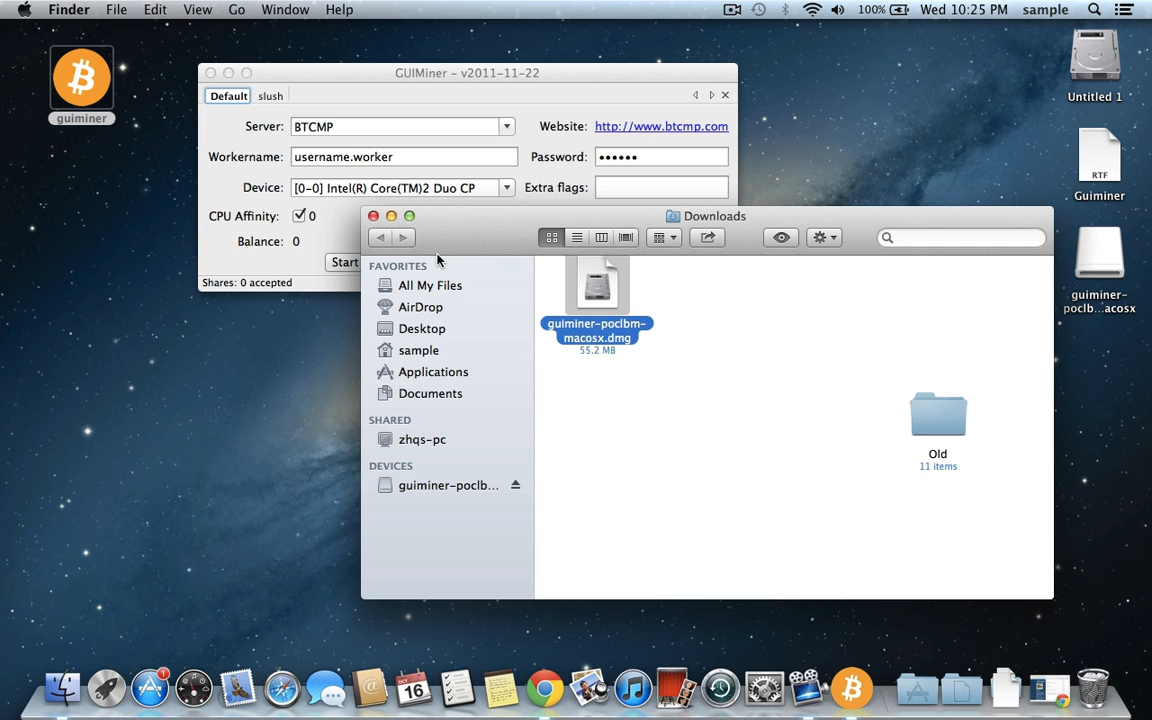 Finder File Edit View Go Window Help
100% Wed 10:25 PM sample
guiminer
GUIMiner - v2011-11-22
Default slush
Server: BTCMP
Website: http://www.btcmp.com
Workername: username.worker
Password: ••••••
Device: [0-0] Intel(R) Core(TM)2 Duo CP
Extra flags:
CPU Affinity: 0
Balance: 0
Start
Shares: 0 accepted
Downloads
FAVORITES
All My Files
AirDrop
Desktop
sample
Applications
Documents
SHARED
zhqs-pc
DEVICES
guiminer-poclb...
guiminer-poclbm-
macosx.dmg
55.2 MB
Old
11 items
Untitled 1
RTF
Guiminer
guiminer-
poclb...acosx
1
OCT
16